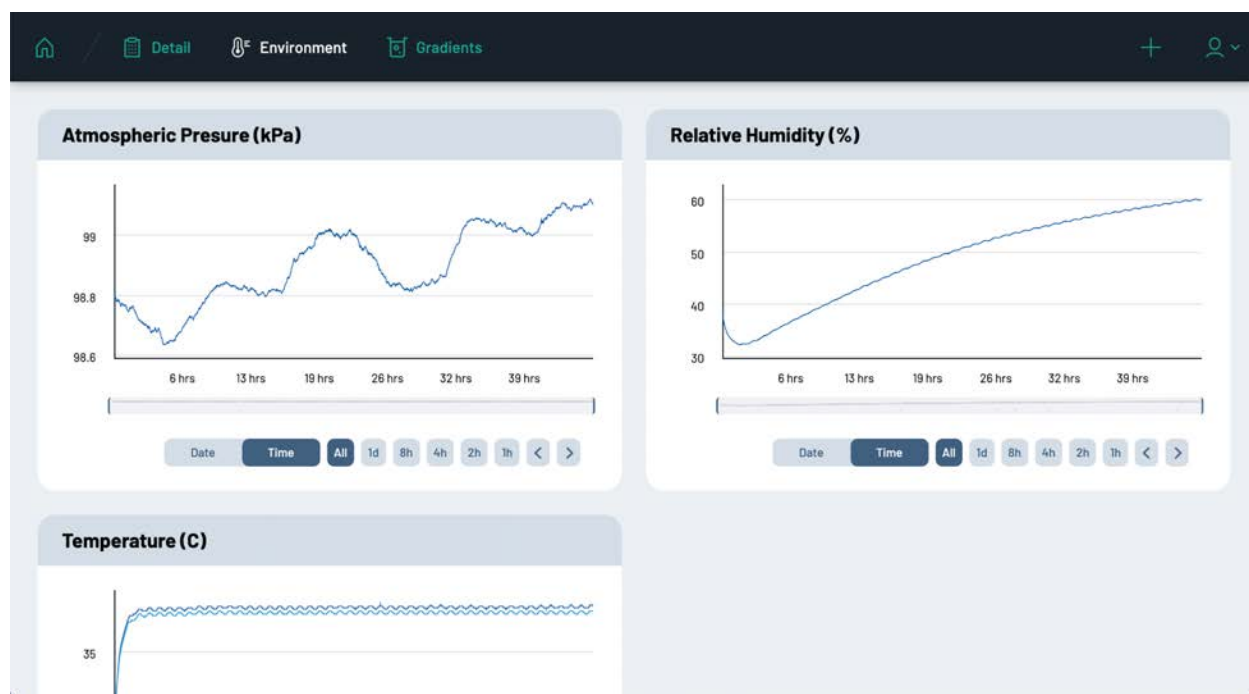 Detail Environment Gradients
Atmospheric Presure (kPa)
99
98.8
98.6
6 hrs 13 hrs 19 hrs 26 hrs 32 hrs 39 hrs
Date Time All 1d 8h 4h 2h 1h
Relative Humidity (%)
60
50
40
30
6 hrs 13 hrs 19 hrs 26 hrs 32 hrs 39 hrs
Date Time All 1d 8h 4h 2h 1h
Temperature (C)
35